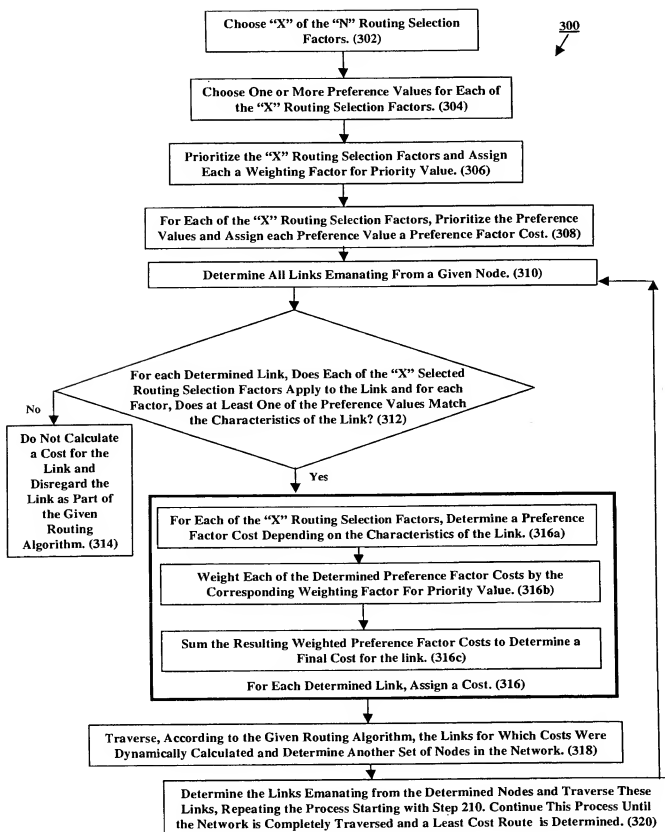 Choose “X” of the “N” Routing Selection
Factors. (302)
300
Choose One or More Preference Values for Each of
the “X” Routing Selection Factors. (304)
Prioritize the “X” Routing Selection Factors and Assign
Each a Weighting Factor for Priority Value. (306)
For Each of the “X” Routing Selection Factors, Prioritize the Preference
Values and Assign each Preference Value a Preference Factor Cost. (308)
Determine All Links Emanating From a Given Node. (310)
For each Determined Link, Does Each of the “X” Selected
Routing Selection Factors Apply to the Link and for each
Factor, Does at Least One of the Preference Values Match
the Characteristics of the Link? (312)
No
Do Not Calculate
a Cost for the
Link and
Disregard the
Link as Part of
the Given
Routing
Algorithm. (314)
Yes
For Each of the “X” Routing Selection Factors, Determine a Preference
Factor Cost Depending on the Characteristics of the Link. (316a)
Weight Each of the Determined Preference Factor Costs by the
Corresponding Weighting Factor For Priority Value. (316b)
Sum the Resulting Weighted Preference Factor Costs to Determine a
Final Cost for the link. (316c)
For Each Determined Link, Assign a Cost. (316)
Traverse, According to the Given Routing Algorithm, the Links for Which Costs Were
Dynamically Calculated and Determine Another Set of Nodes in the Network. (318)
Determine the Links Emanating from the Determined Nodes and Traverse These
Links, Repeating the Process Starting with Step 210. Continue This Process Until
the Network is Completely Traversed and a Least Cost Route is Determined. (320)